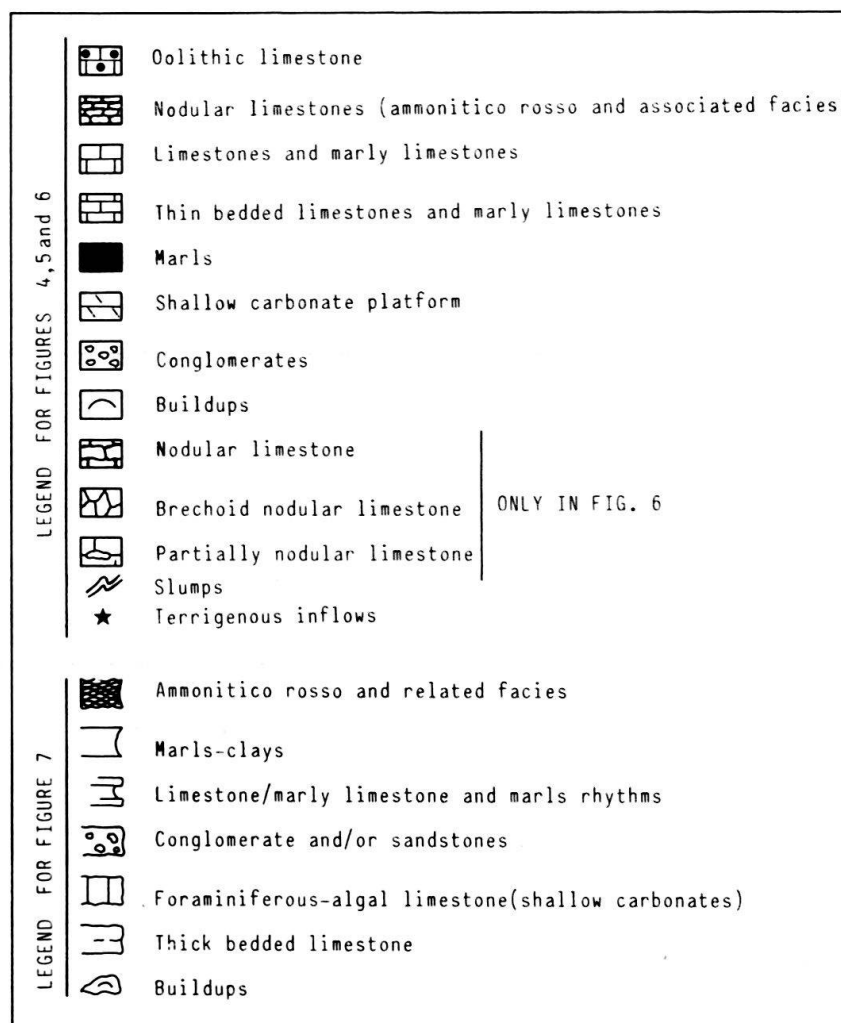 LEGEND FOR FIGURES 4,5and 6
Oolithic limestone
Nodular limestones (ammonitico rosso and associated facies
Limestones and marly limestones
Thin bedded limestones and marly limestones
Marls
Shallow carbonate platform
Conglomerates
Buildups
Nodular limestone
Brechoid nodular limestone
Partially nodular limestone
ONLY IN FIG. 6
Slumps
Terrigenous inflows
LEGEND FOR FIGURE 7
Ammonitico rosso and related facies
Marls-clays
Limestone/marly limestone and marls rhythms
Conglomerate and/or sandstones
Foraminiferous-algal limestone(shallow carbonates)
Thick bedded limestone
Buildups